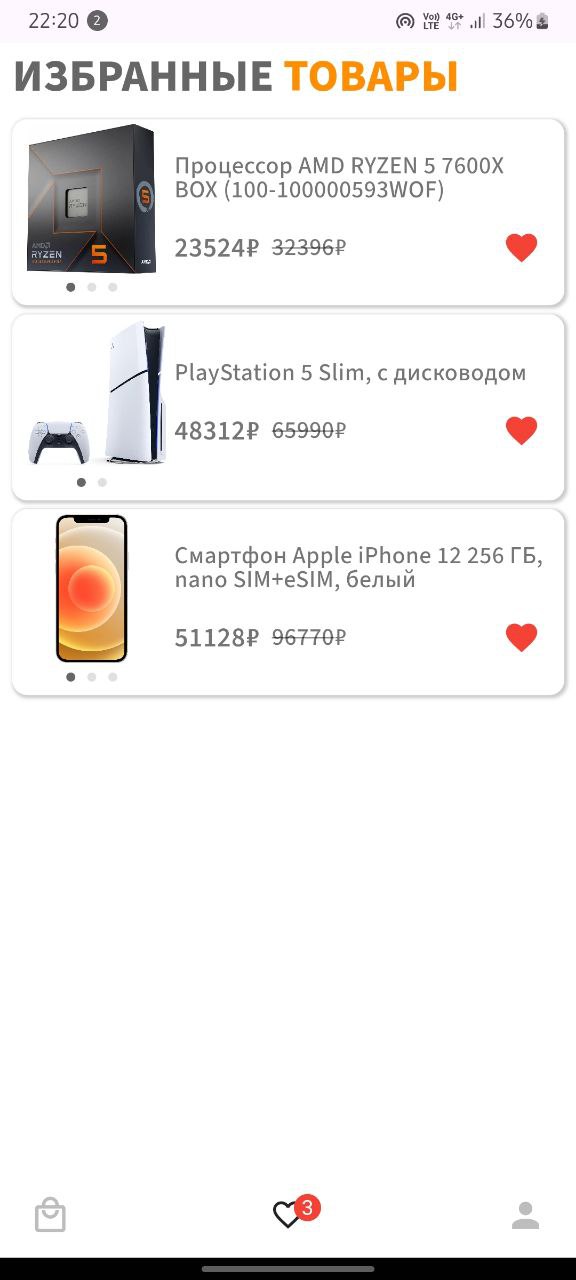 22:20 2 Vo)) LTE 4G+ 36%
ИЗБРАННЫЕ ТОВАРЫ
Процессор AMD RYZEN 5 7600X
BOX (100-100000593WOF)
23524₽ 32396₽
AMD
RYZEN 5
5
AMD
PlayStation 5 Slim, с дисководом
48312₽ 65990₽
Смартфон Apple iPhone 12 256 ГБ,
nano SIM+eSIM, белый
51128₽ 96770₽
3